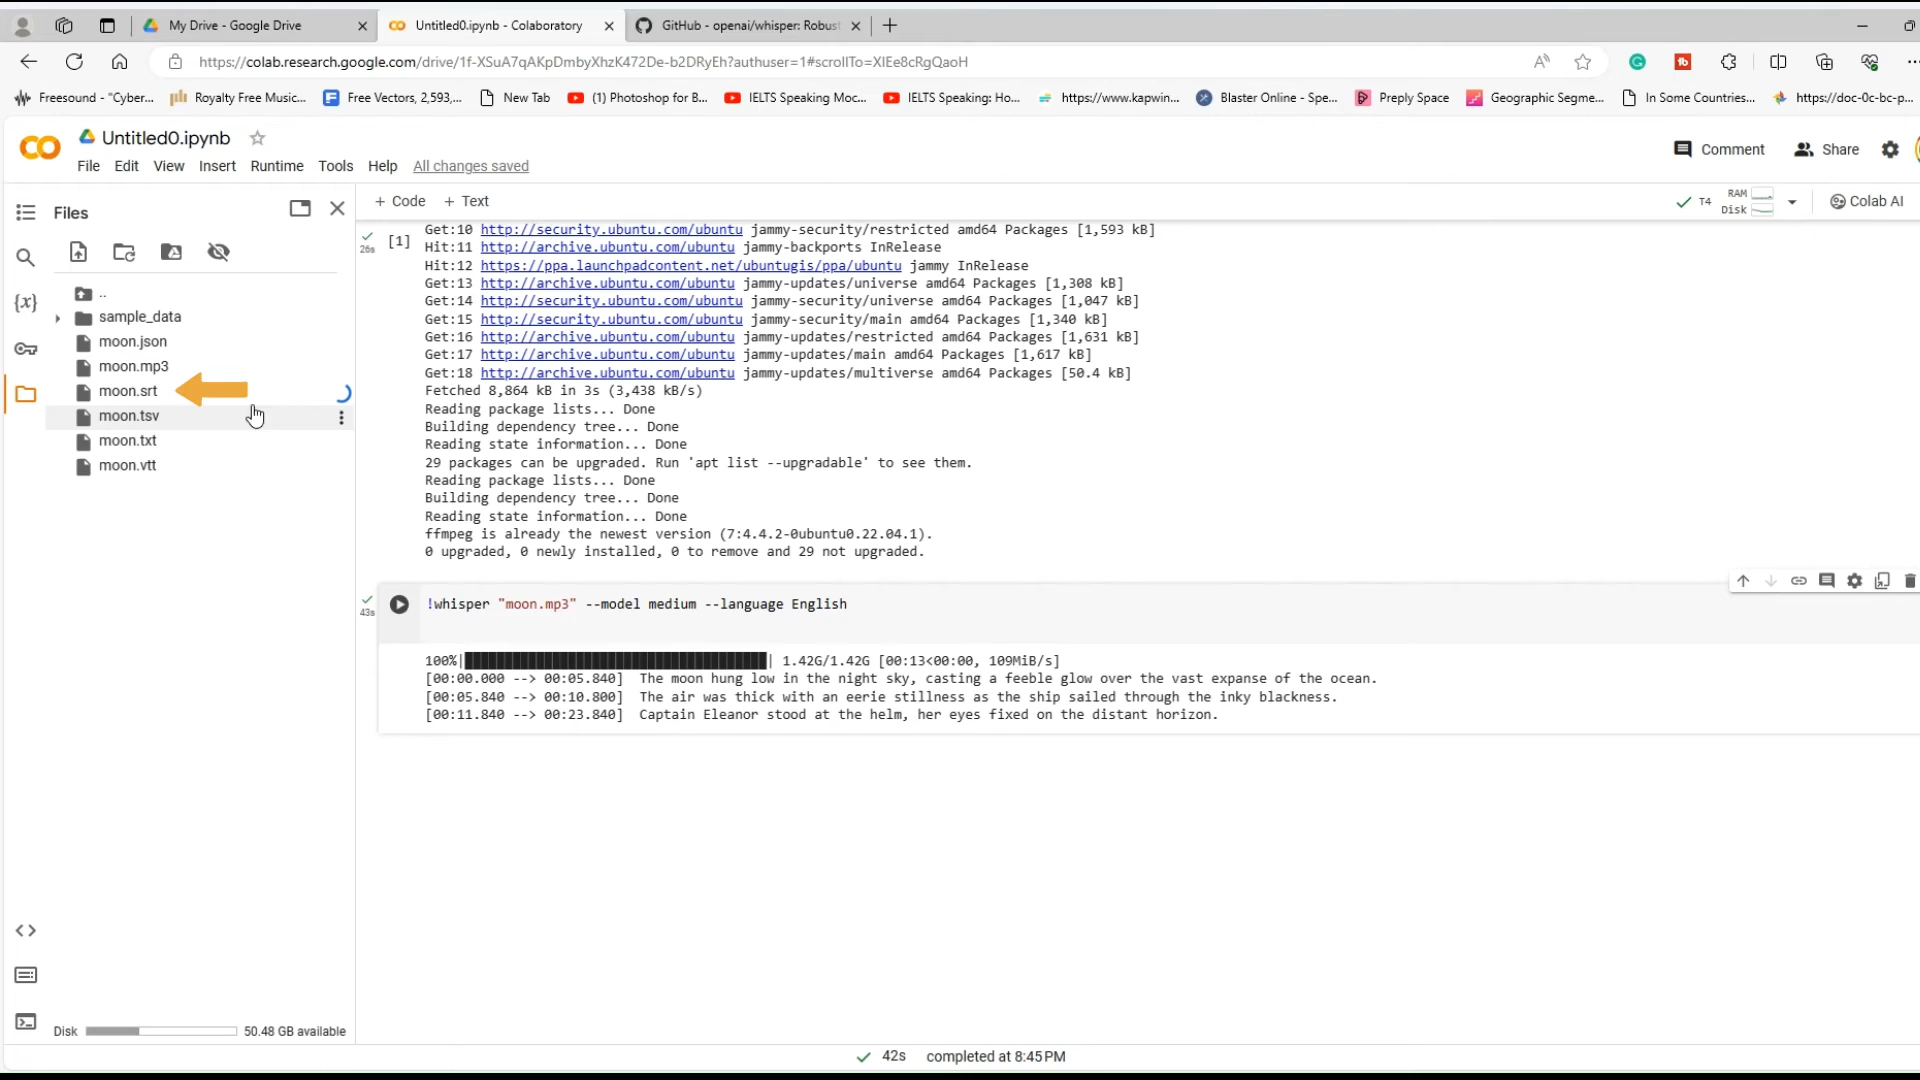 My Drive - Google Drive
Untitled0.ipynb - Colaboratory
GitHub - openai/whisper: Robust
https://colab.research.google.com/drive/1f-XSuA7qAKpDmbyXhzK472De-b2DRyEh?authuser=1#scrollTo=XIEe8cRgQaoH
Freesound - "Cyber...
Royalty Free Music...
Free Vectors, 2,593,...
New Tab
(1) Photoshop for B...
IELTS Speaking Moc...
IELTS Speaking: Ho...
https://www.kapwin...
Blaster Online - Spe...
Preply Space
Geographic Segme...
In Some Countries...
https://doc-0c-bc-p...
CO
Untitled0.ipynb
Comment
Share
File Edit View Insert Runtime Tools Help All changes saved
Files
+ Code + Text
T4
RAM
Disk
Colab AI
..
sample_data
moon.json
moon.mp3
moon.srt
moon.tsv
moon.txt
moon.vtt
{x}
26s
[1]
Get:10 http://security.ubuntu.com/ubuntu jammy-security/restricted amd64 Packages [1,593 kB]
Hit:11 http://archive.ubuntu.com/ubuntu jammy-backports InRelease
Hit:12 https://ppa.launchpadcontent.net/ubuntugis/ppa/ubuntu jammy InRelease
Get:13 http://archive.ubuntu.com/ubuntu jammy-updates/universe amd64 Packages [1,308 kB]
Get:14 http://security.ubuntu.com/ubuntu jammy-security/universe amd64 Packages [1,047 kB]
Get:15 http://security.ubuntu.com/ubuntu jammy-security/main amd64 Packages [1,340 kB]
Get:16 http://archive.ubuntu.com/ubuntu jammy-updates/restricted amd64 Packages [1,631 kB]
Get:17 http://archive.ubuntu.com/ubuntu jammy-updates/main amd64 Packages [1,617 kB]
Get:18 http://archive.ubuntu.com/ubuntu jammy-updates/multiverse amd64 Packages [50.4 kB]
Fetched 8,864 kB in 3s (3,438 kB/s)
Reading package lists... Done
Building dependency tree... Done
Reading state information... Done
29 packages can be upgraded. Run 'apt list --upgradable' to see them.
Reading package lists... Done
Building dependency tree... Done
Reading state information... Done
ffmpeg is already the newest version (7:4.4.2-0ubuntu0.22.04.1).
0 upgraded, 0 newly installed, 0 to remove and 29 not upgraded.
43s
!whisper "moon.mp3" --model medium --language English
100%|██████████████████████████████████████| 1.42G/1.42G [00:13<00:00, 109MiB/s]
[00:00.000 --> 00:05.840] The moon hung low in the night sky, casting a feeble glow over the vast expanse of the ocean.
[00:05.840 --> 00:10.800] The air was thick with an eerie stillness as the ship sailed through the inky blackness.
[00:11.840 --> 00:23.840] Captain Eleanor stood at the helm, her eyes fixed on the distant horizon.
Disk
50.48 GB available
42s completed at 8:45 PM